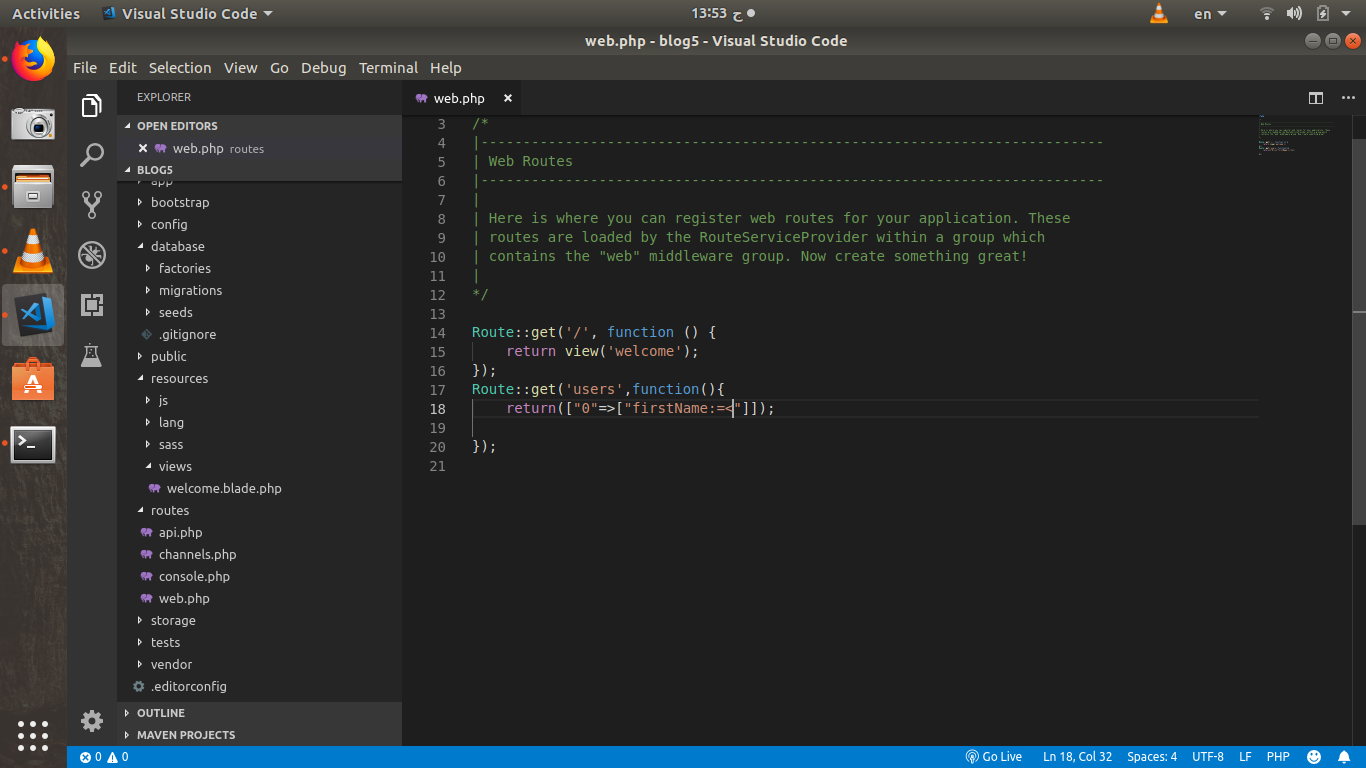 Activities
Visual Studio Code
13:53 ج
en
web.php - blog5 - Visual Studio Code
File Edit Selection View Go Debug Terminal Help
EXPLORER
OPEN EDITORS
web.php routes
BLOG5
app
bootstrap
config
database
factories
migrations
seeds
.gitignore
public
resources
js
lang
sass
views
welcome.blade.php
routes
api.php
channels.php
console.php
web.php
storage
tests
vendor
.editorconfig
OUTLINE
MAVEN PROJECTS
web.php
3 /*
4 |--------------------------------------------------------------------------
5 | Web Routes
6 |--------------------------------------------------------------------------
7 |
8 | Here is where you can register web routes for your application. These
9 | routes are loaded by the RouteServiceProvider within a group which
10 | contains the "web" middleware group. Now create something great!
11 |
12 */
13
14 Route::get('/', function () {
15     return view('welcome');
16 });
17 Route::get('users',function(){
18     return(["0"=>["firstName:=<"]]);
19
20 });
21
0 0
Go Live
Ln 18, Col 32
Spaces: 4
UTF-8
LF
PHP